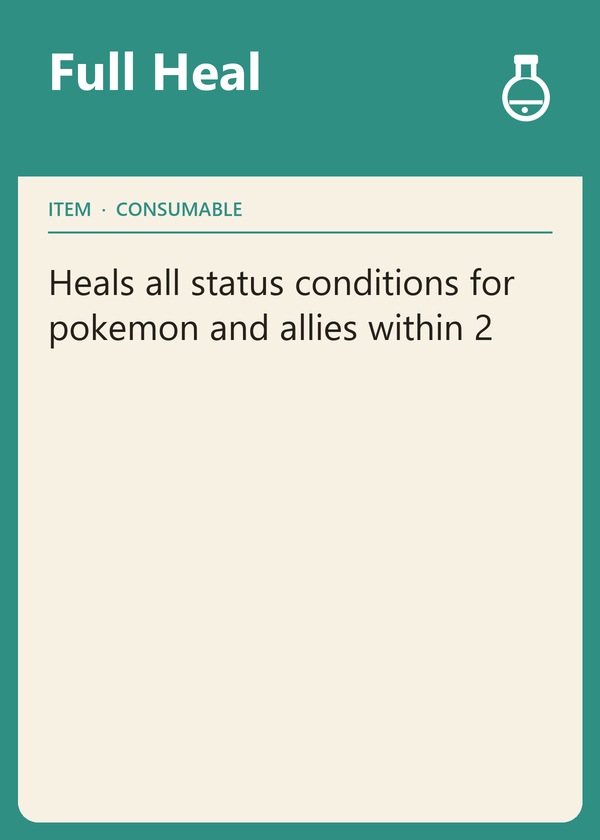 Full Heal
ITEM · CONSUMABLE
Heals all status conditions for
pokemon and allies within 2